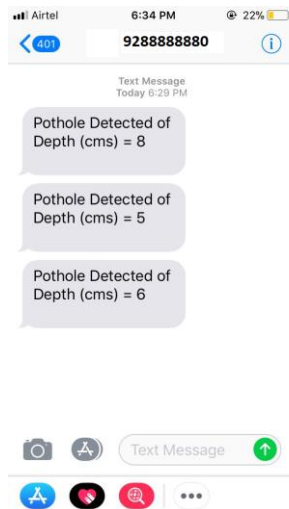 Airtel 6:34 PM 22%
401 9288888880
Text Message
Today 6:29 PM
Pothole Detected of
Depth (cms) = 8
Pothole Detected of
Depth (cms) = 5
Pothole Detected of
Depth (cms) = 6
Text Message